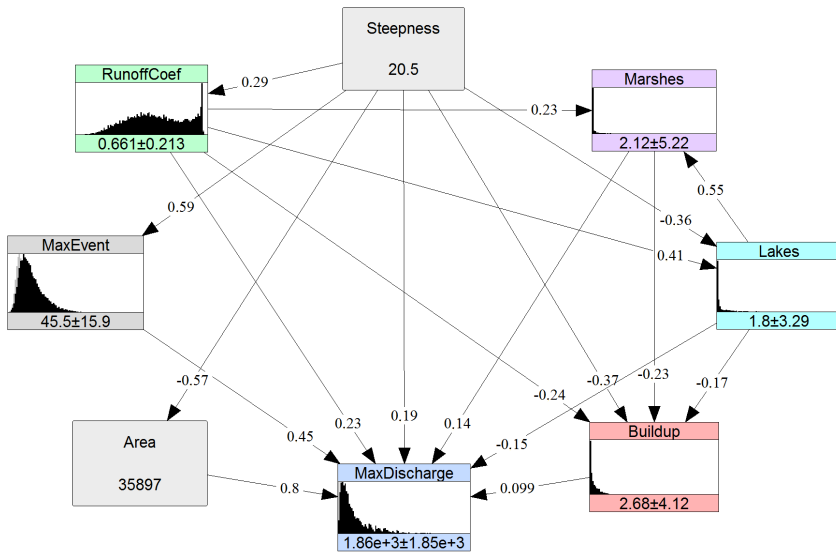 Steepness
20.5
RunoffCoef
0.661±0.213
Marshes
2.12±5.22
0.29
0.23
0.59
0.55
-0.36
0.41
MaxEvent
45.5±15.9
Lakes
1.8±3.29
-0.57
-0.37
-0.23
-0.17
-0.24
0.45
0.23
0.19
0.14
-0.15
Area
35897
Buildup
2.68±4.12
0.8
0.099
MaxDischarge
1.86e+3±1.85e+3